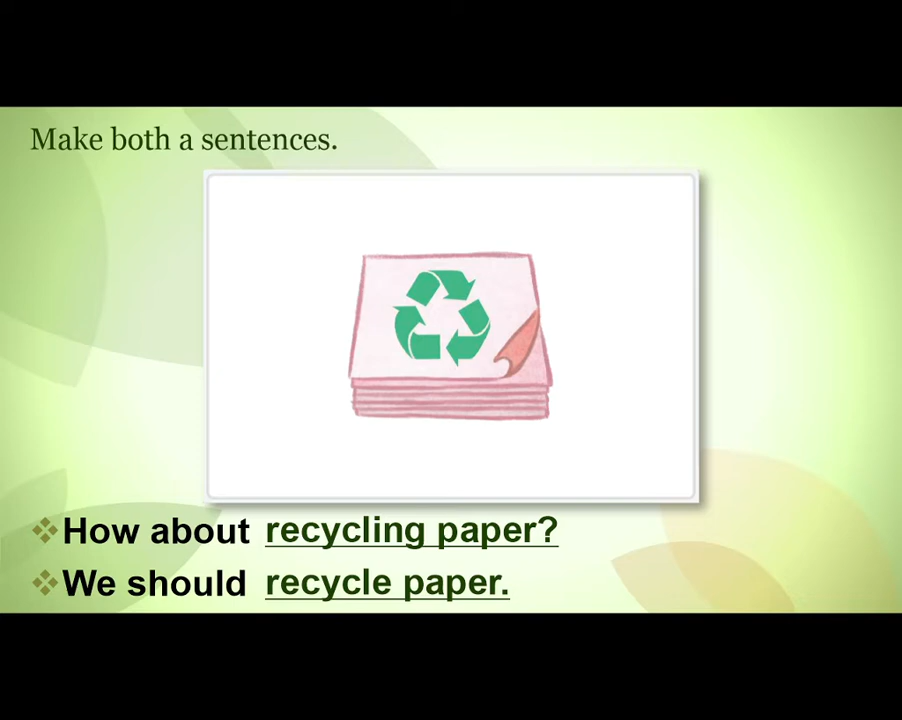 Make both a sentences.
How about recycling paper?
We should recycle paper.